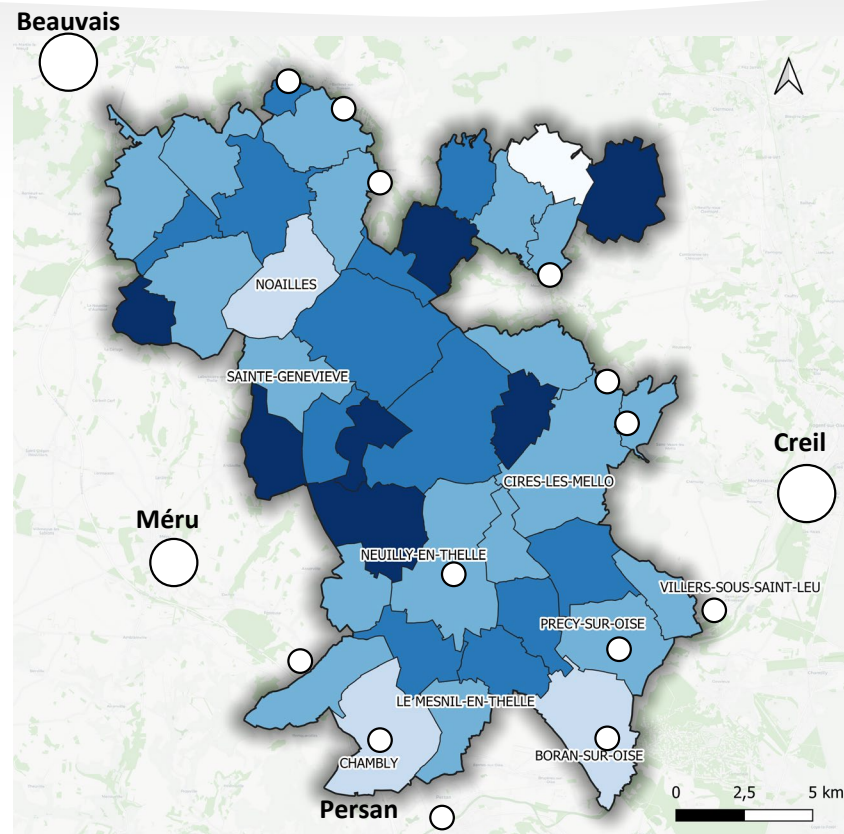 Beauvais
NOAILLES
SAINTE-GENEVIEVE
Creil
CIRES-LES-MELLO
Méru
NEUILLY-EN-THELLE
VILLERS-SOUS-SAINT-LEU
PRECY-SUR-OISE
LE MESNIL-EN-THELLE
BORAN-SUR-OISE
CHAMBLY
Persan
0 2,5 5 km